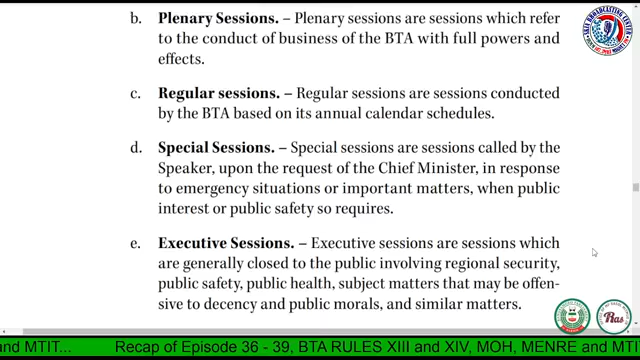 b. Plenary Sessions. – Plenary sessions are sessions which refer
to the conduct of business of the BTA with full powers and
effects.
c. Regular sessions. – Regular sessions are sessions conducted
by the BTA based on its annual calendar schedules.
d. Special Sessions. – Special sessions are sessions called by the
Speaker, upon the request of the Chief Minister, in response
to emergency situations or important matters, when public
interest or public safety so requires.
e. Executive Sessions. – Executive sessions are sessions which
are generally closed to the public involving regional security,
public safety, public health, subject matters that may be offen-
sive to decency and public morals, and similar matters.
and MTIT... Recap of Episode 36 - 39, BTA RULES XIII and XIV, MOH, MENRE and MTI